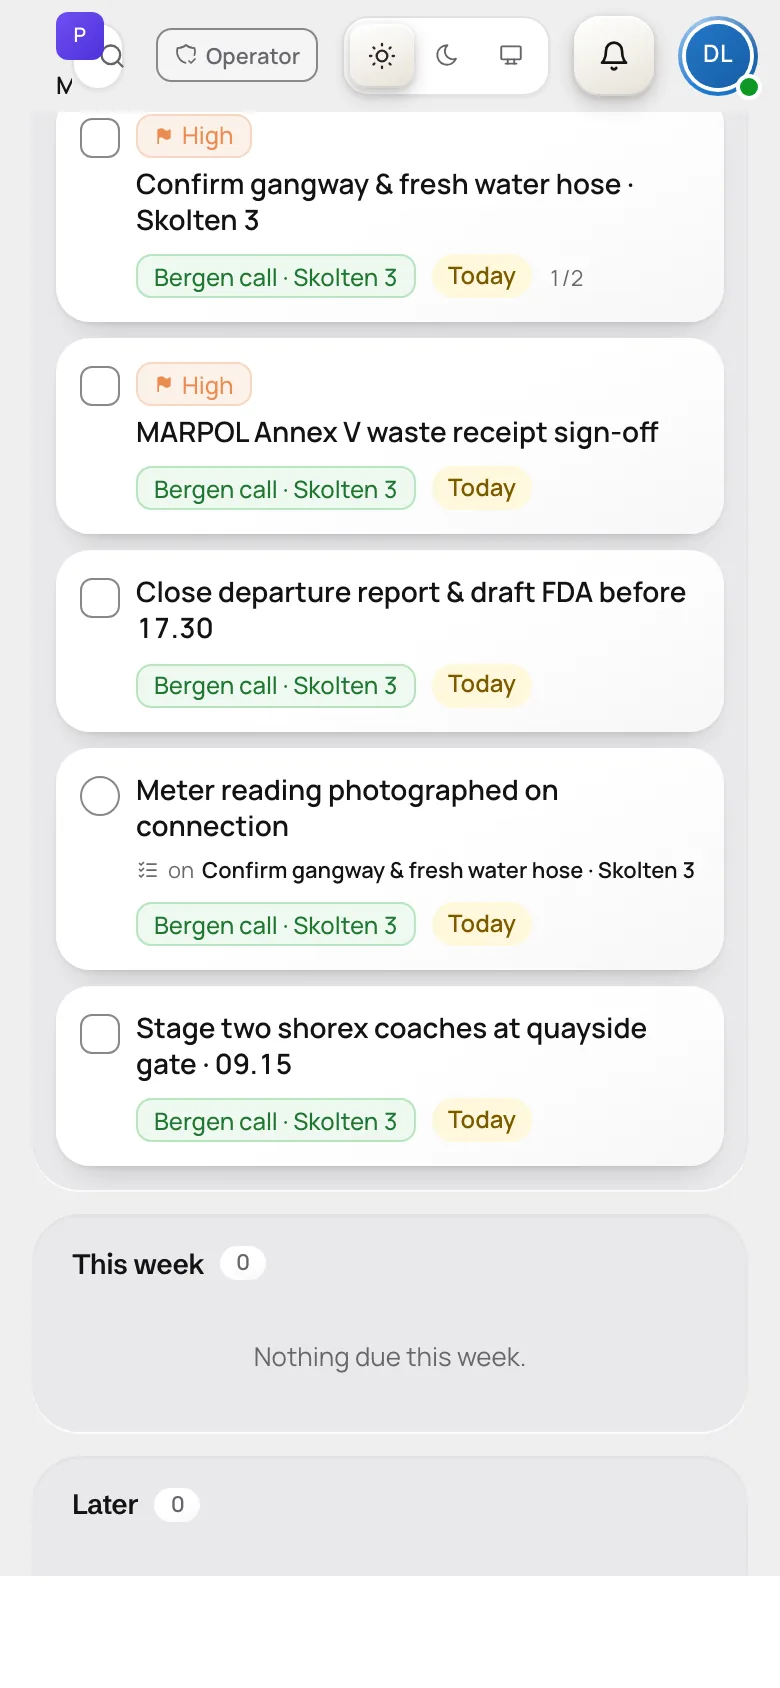 P
M
Operator
DL
High
Confirm gangway & fresh water hose ·
Skolten 3
Bergen call · Skolten 3 Today 1/2
High
MARPOL Annex V waste receipt sign-off
Bergen call · Skolten 3 Today
Close departure report & draft FDA before
17.30
Bergen call · Skolten 3 Today
Meter reading photographed on
connection
on Confirm gangway & fresh water hose · Skolten 3
Bergen call · Skolten 3 Today
Stage two shorex coaches at quayside
gate · 09.15
Bergen call · Skolten 3 Today
This week 0
Nothing due this week.
Later 0